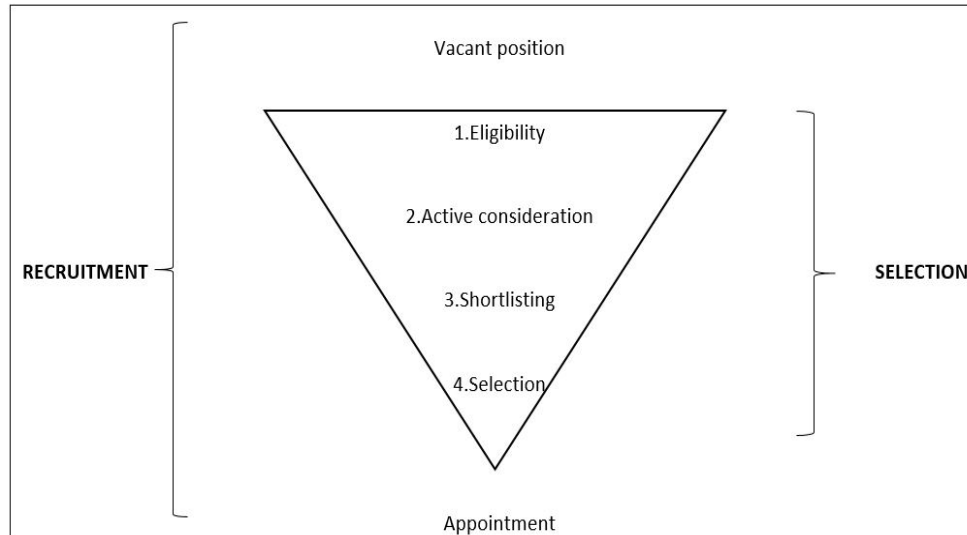 Vacant position
1.Eligibility
2.Active consideration
RECRUITMENT
SELECTION
3.Shortlisting
4.Selection
Appointment